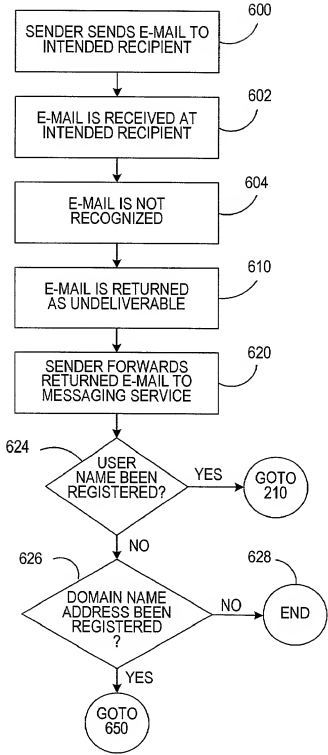 600
SENDER SENDS E-MAIL TO
INTENDED RECIPIENT
602
E-MAIL IS RECEIVED AT
INTENDED RECIPIENT
604
E-MAIL IS NOT
RECOGNIZED
610
E-MAIL IS RETURNED
AS UNDELIVERABLE
620
SENDER FORWARDS
RETURNED E-MAIL TO
MESSAGING SERVICE
624
USER
NAME BEEN
REGISTERED?
YES
GOTO
210
NO
626
DOMAIN NAME
ADDRESS BEEN
REGISTERED
?
NO
628
END
YES
GOTO
650